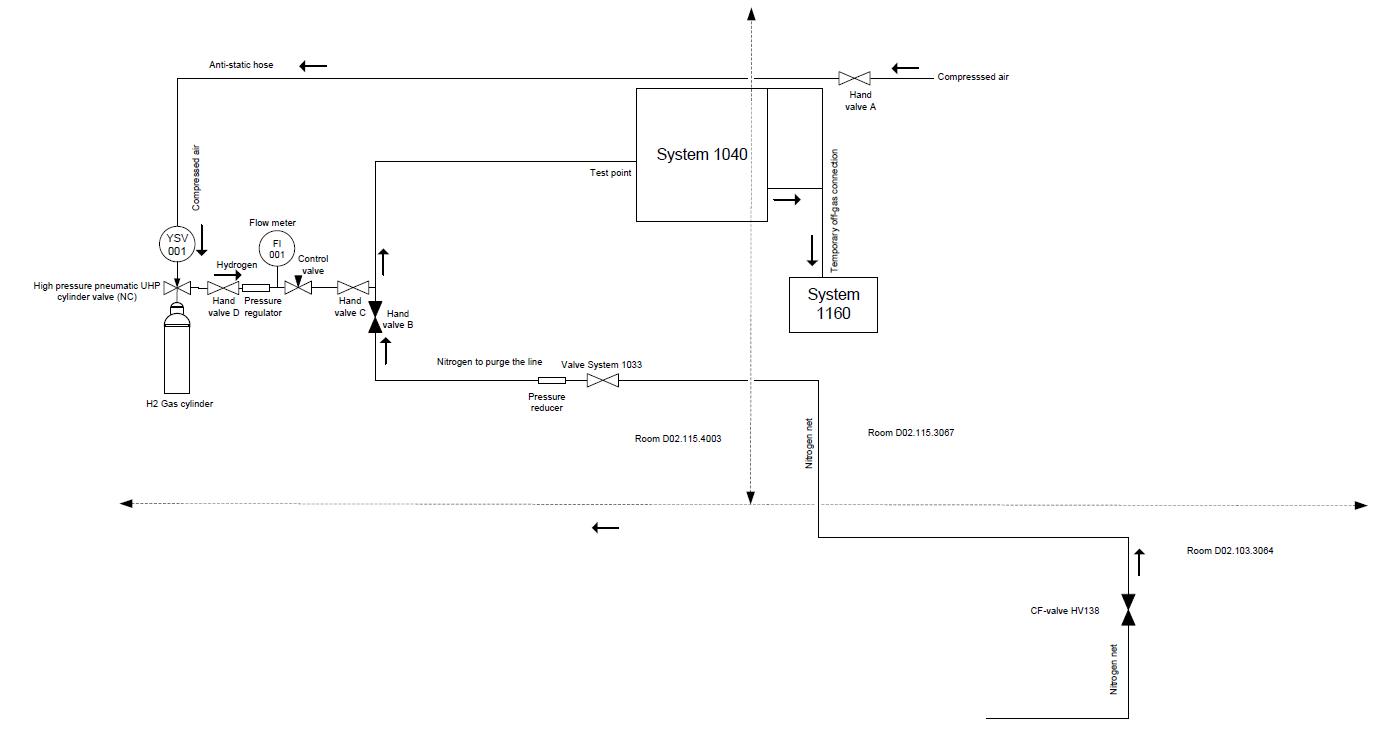 Anti-static hose
Compresssed air
Hand
valve A
System 1040
Test point
Compressed air
Temporary off-gas connection
YSV
001
Flow meter
FI
001
Hydrogen
Control
valve
High pressure pneumatic UHP
cylinder valve (NC)
Hand
valve D
Pressure
regulator
Hand
valve C
Hand
valve B
System
1160
Nitrogen to purge the line
Valve System 1033
Pressure
reducer
H2 Gas cylinder
Room D02.115.4003
Nitrogen net
Room D02.115.3067
Room D02.103.3064
CF-valve HV138
Nitrogen net